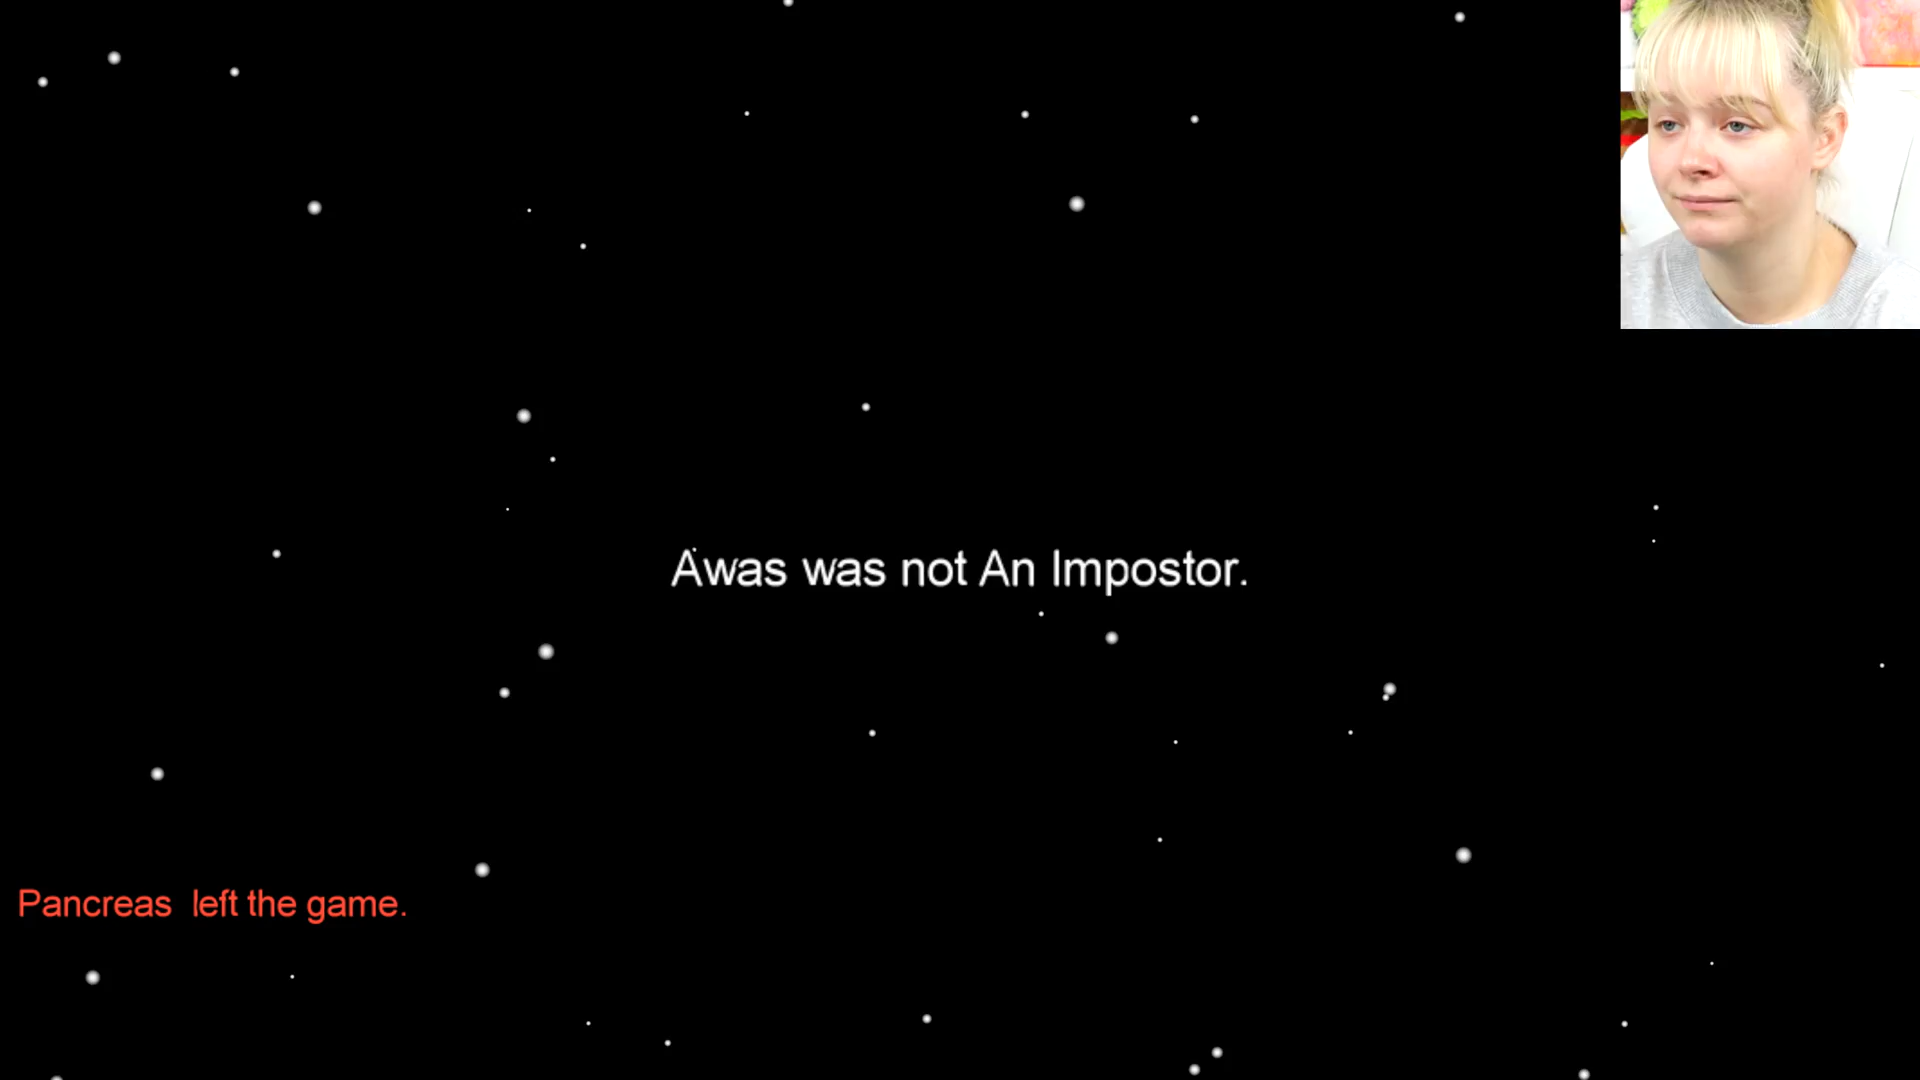 Awas was not An Impostor.
Pancreas  left the game.